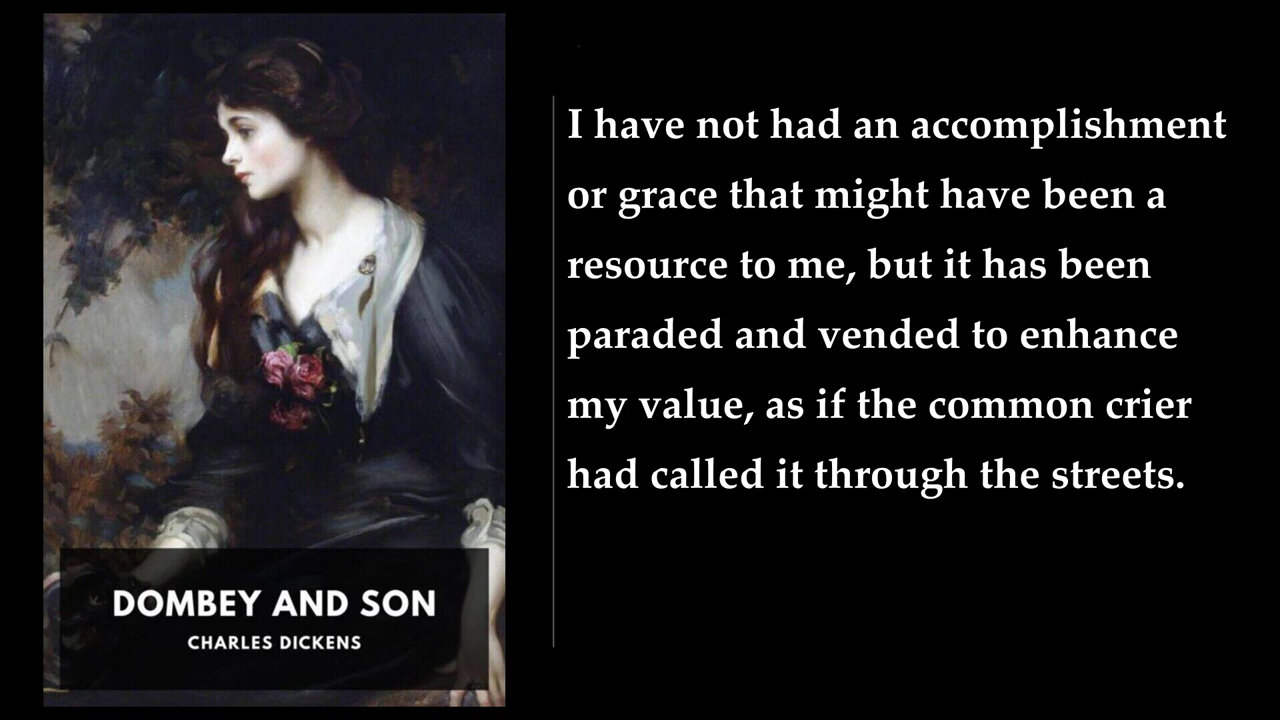 DOMBEY AND SON
CHARLES DICKENS
I have not had an accomplishment
or grace that might have been a
resource to me, but it has been
paraded and vended to enhance
my value, as if the common crier
had called it through the streets.